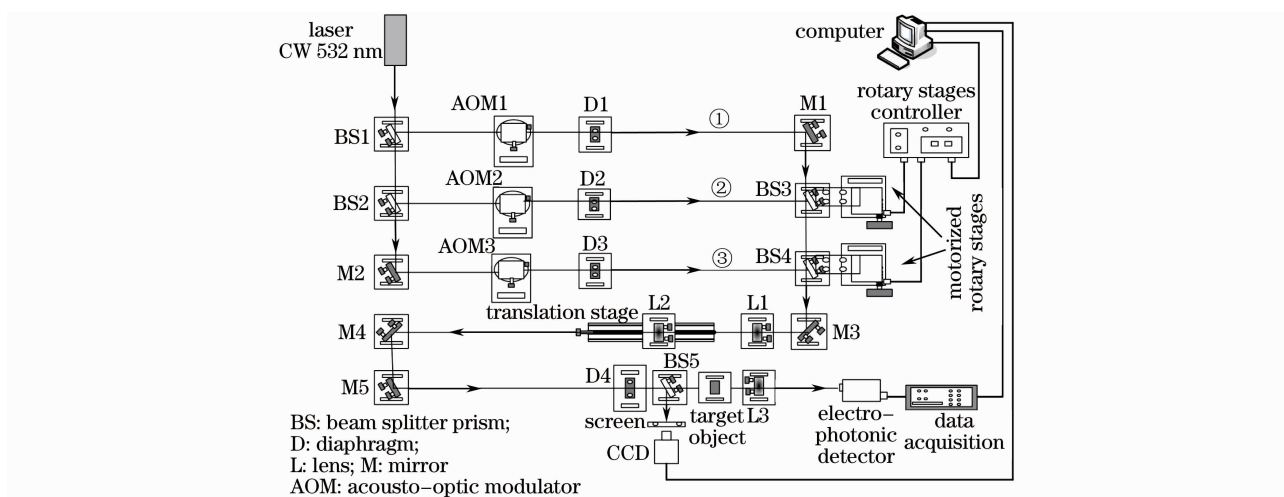 laser
CW 532 nm
computer
rotary stages
controller
AOM1
D1
①
M1
BS1
AOM2
D2
②
BS3
BS2
motorized
rotary stages
AOM3
D3
③
BS4
M2
translation stage
L2
L1
M4
M3
BS5
D4
M5
screen
target
object
L3
electro-
photonic
detector
data
acquisition
CCD
BS: beam splitter prism;
D: diaphragm;
L: lens; M: mirror
AOM: acousto-optic modulator